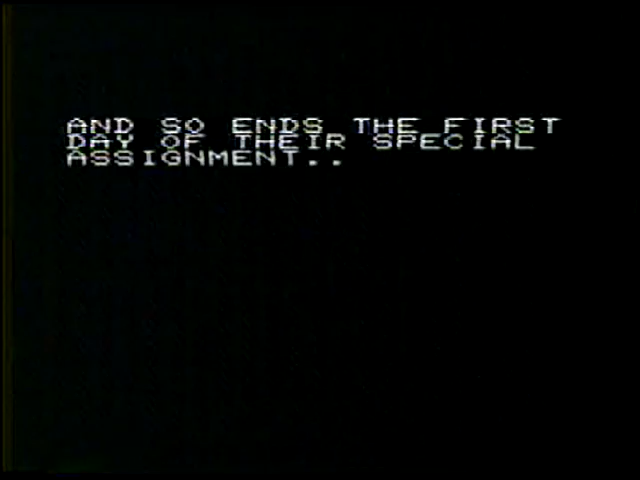 AND SO ENDS THE FIRST
DAY OF THEIR SPECIAL
ASSIGNMENT..